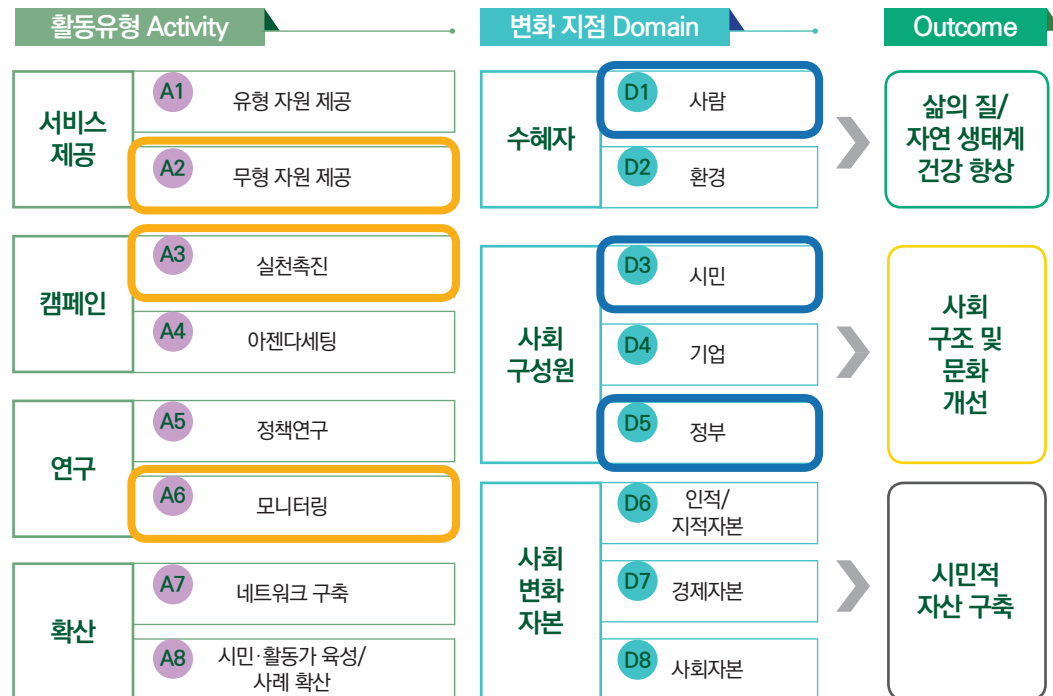 활동유형 Activity
변화 지점 Domain
Outcome
서비스
제공
A1
유형 자원 제공
A2
무형 자원 제공
캠페인
A3
실천촉진
A4
아젠다세팅
연구
A5
정책연구
A6
모니터링
확산
A7
네트워크 구축
A8
시민·활동가 육성/
사례 확산
수혜자
D1
사람
D2
환경
사회
구성원
D3
시민
D4
기업
D5
정부
사회
변화
자본
D6
인적/
지적자본
D7
경제자본
D8
사회자본
삶의 질/
자연 생태계
건강 향상
사회
구조 및
문화
개선
시민적
자산 구축